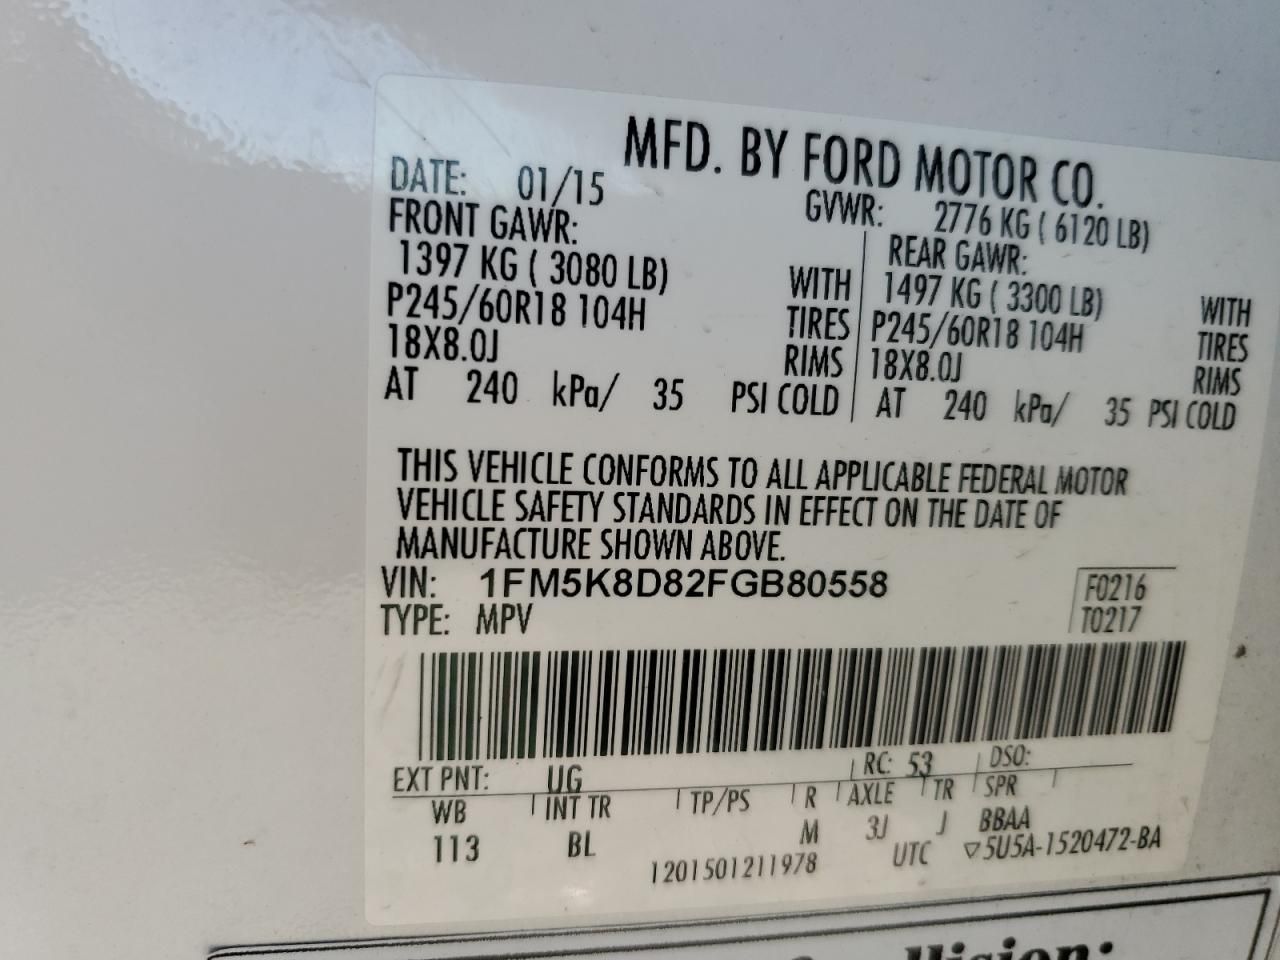 MFD. BY FORD MOTOR CO.
DATE: 01/15 GVWR: 2776 KG ( 6120 LB)
FRONT GAWR: REAR GAWR:
1397 KG ( 3080 LB) WITH 1497 KG ( 3300 LB) WITH
P245/60R18 104H TIRES P245/60R18 104H TIRES
18X8.0J RIMS 18X8.0J RIMS
AT 240 kPa/ 35 PSI COLD AT 240 kPa/ 35 PSI COLD
THIS VEHICLE CONFORMS TO ALL APPLICABLE FEDERAL MOTOR
VEHICLE SAFETY STANDARDS IN EFFECT ON THE DATE OF
MANUFACTURE SHOWN ABOVE.
VIN: 1FM5K8D82FGB80558 F0216
TYPE: MPV T0217
EXT PNT: UG RC: 53 DSO:
WB INT TR TP/PS R AXLE TR SPR
113 BL M 3J J BBAA
1201501211978 UTC ▽5U5A-1520472-BA